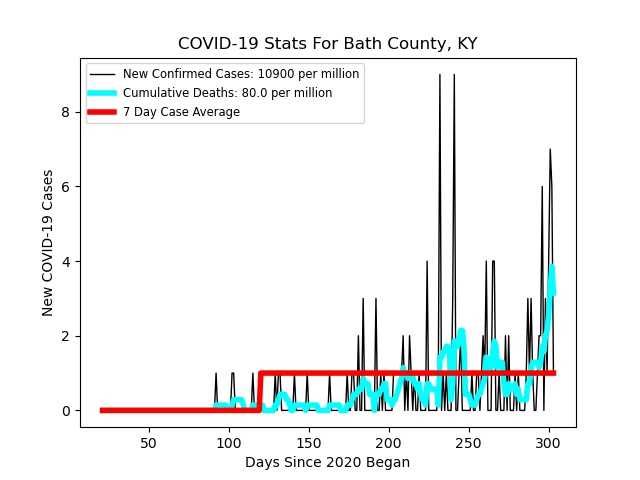 COVID-19 Stats For Bath County, KY
New Confirmed Cases: 10900 per million
Cumulative Deaths: 80.0 per million
7 Day Case Average
New COVID-19 Cases
8
6
4
2
0
50 100 150 200 250 300
Days Since 2020 Began